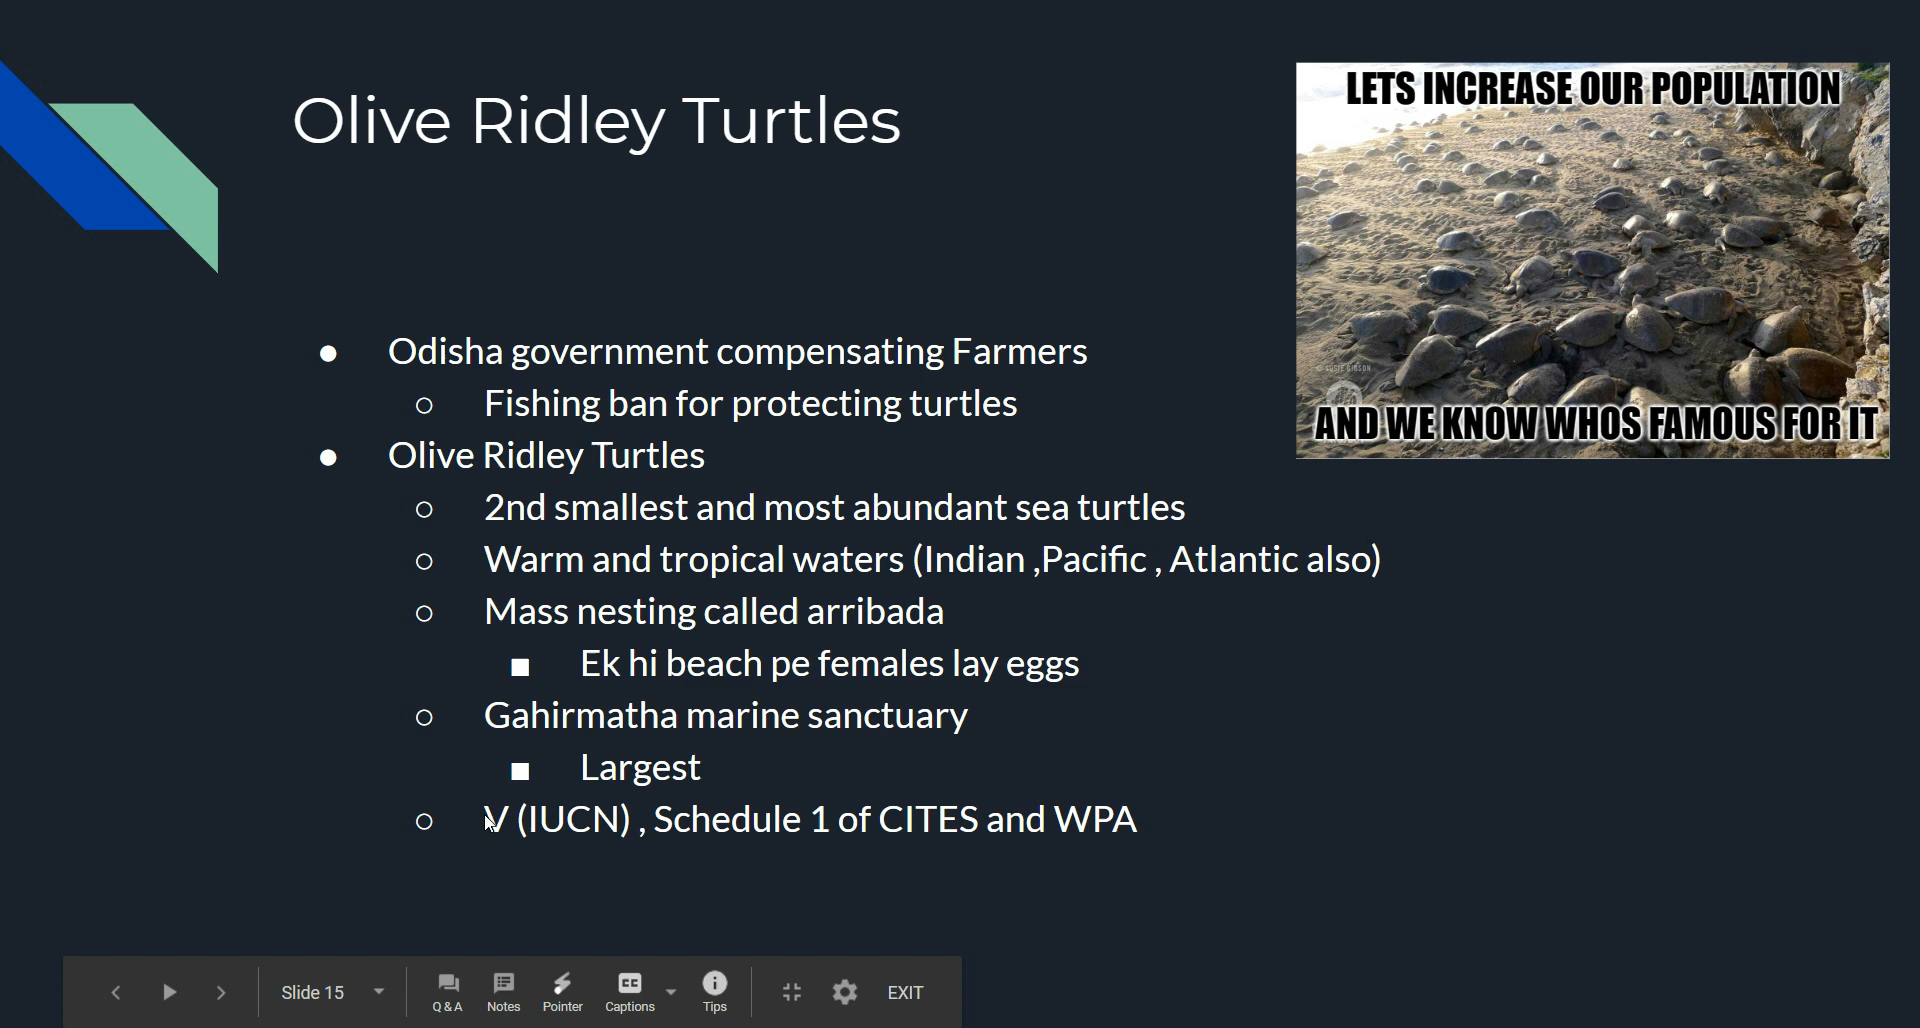 Olive Ridley Turtles
LETS INCREASE OUR POPULATION
© SUSIE GIBSON
AND WE KNOW WHOS FAMOUS FOR IT
● Odisha government compensating Farmers
○ Fishing ban for protecting turtles
● Olive Ridley Turtles
○ 2nd smallest and most abundant sea turtles
○ Warm and tropical waters (Indian ,Pacific , Atlantic also)
○ Mass nesting called arribada
■ Ek hi beach pe females lay eggs
○ Gahirmatha marine sanctuary
■ Largest
○ V (IUCN) , Schedule 1 of CITES and WPA
Slide 15 Q & A Notes Pointer CC Captions Tips EXIT